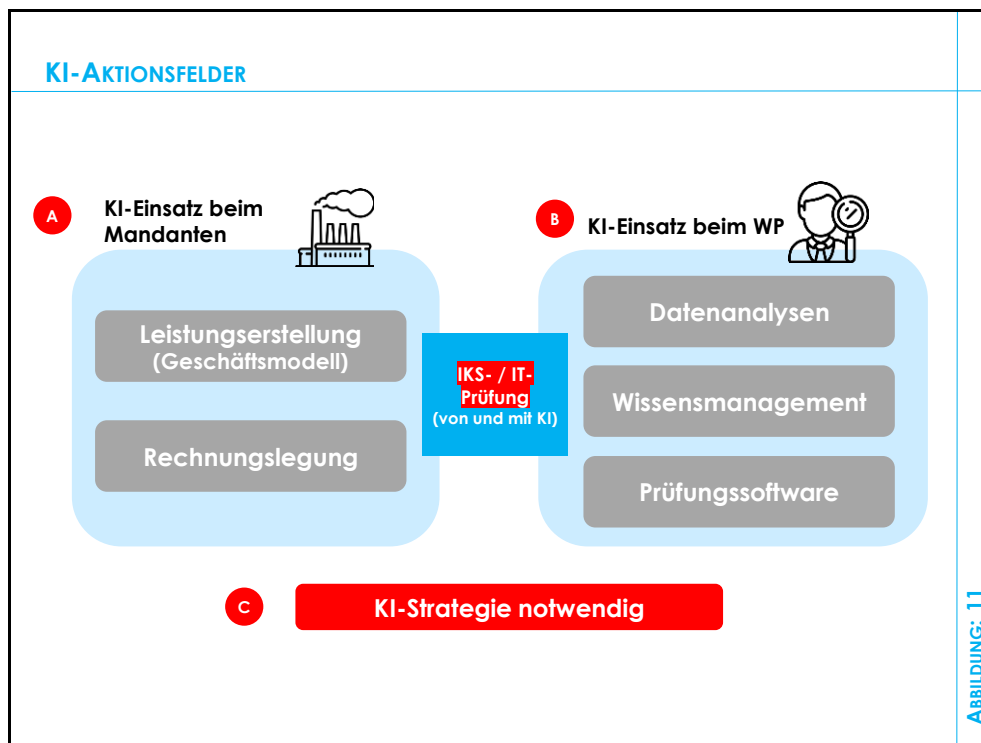 KI-AKTIONSFELDER
A
KI-Einsatz beim
Mandanten
Leistungserstellung
(Geschäftsmodell)
Rechnungslegung
IKS- / IT-
Prüfung
(von und mit KI)
B
KI-Einsatz beim WP
Datenanalysen
Wissensmanagement
Prüfungssoftware
C
KI-Strategie notwendig
ABBILDUNG: 11